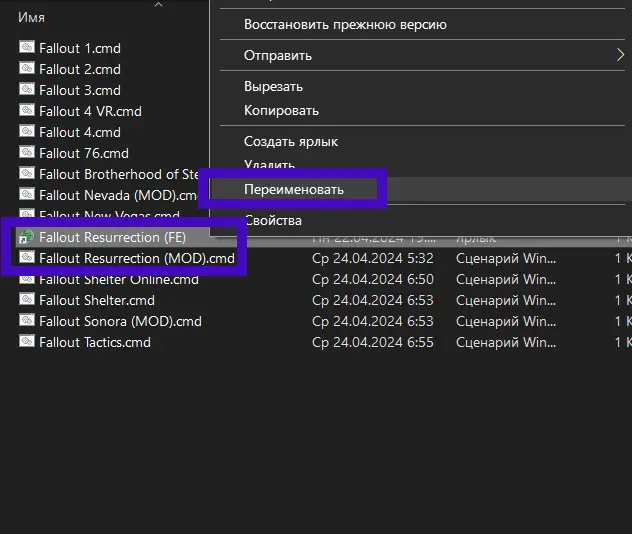 Имя
Восстановить прежнюю версию
Отправить
Вырезать
Копировать
Создать ярлык
Удалить
Переименовать
Свойства
Fallout 1.cmd
Fallout 2.cmd
Fallout 3.cmd
Fallout 4 VR.cmd
Fallout 4.cmd
Fallout 76.cmd
Fallout Brotherhood of Ste
Fallout Nevada (MOD).cm
Fallout New Vegas.cmd
Fallout Resurrection (FE) Пн 22.04.2024 Ярлык 1 К
Fallout Resurrection (MOD).cmd Ср 24.04.2024 5:32 Сценарий Win... 1 К
Fallout Shelter Online.cmd Ср 24.04.2024 6:50 Сценарий Win... 1 К
Fallout Shelter.cmd Ср 24.04.2024 6:53 Сценарий Win... 1 К
Fallout Sonora (MOD).cmd Ср 24.04.2024 6:53 Сценарий Win... 1 К
Fallout Tactics.cmd Ср 24.04.2024 6:55 Сценарий Win... 1 К